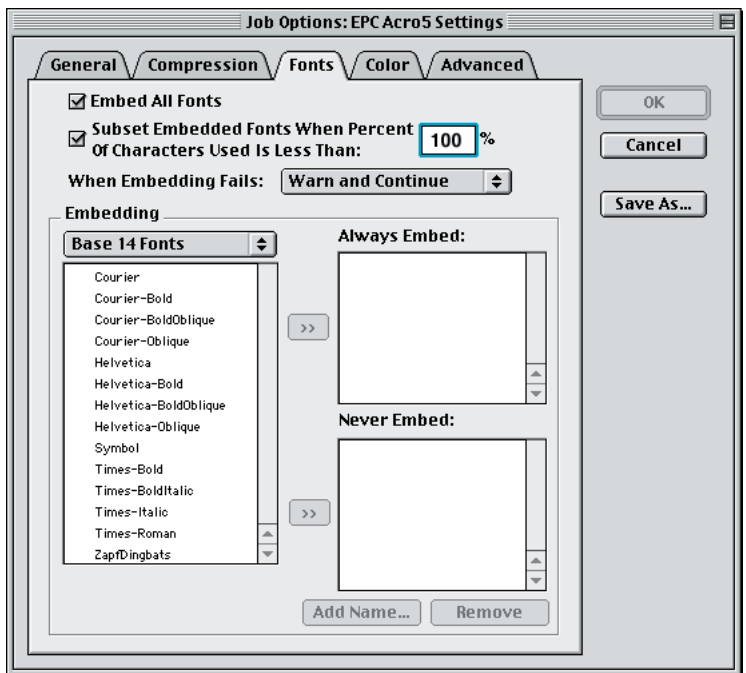 Job Options: EPC Acro5 Settings
General
Compression
Fonts
Color
Advanced
Embed All Fonts
Subset Embedded Fonts When Percent
Of Characters Used Is Less Than:
100 %
When Embedding Fails:
Warn and Continue
OK
Cancel
Save As...
Embedding
Base 14 Fonts
Courier
Courier-Bold
Courier-BoldOblique
Courier-Oblique
Helvetica
Helvetica-Bold
Helvetica-BoldOblique
Helvetica-Oblique
Symbol
Times-Bold
Times-BoldItalic
Times-Italic
Times-Roman
ZapfDingbats
>>
>>
Always Embed:
Never Embed:
Add Name...
Remove